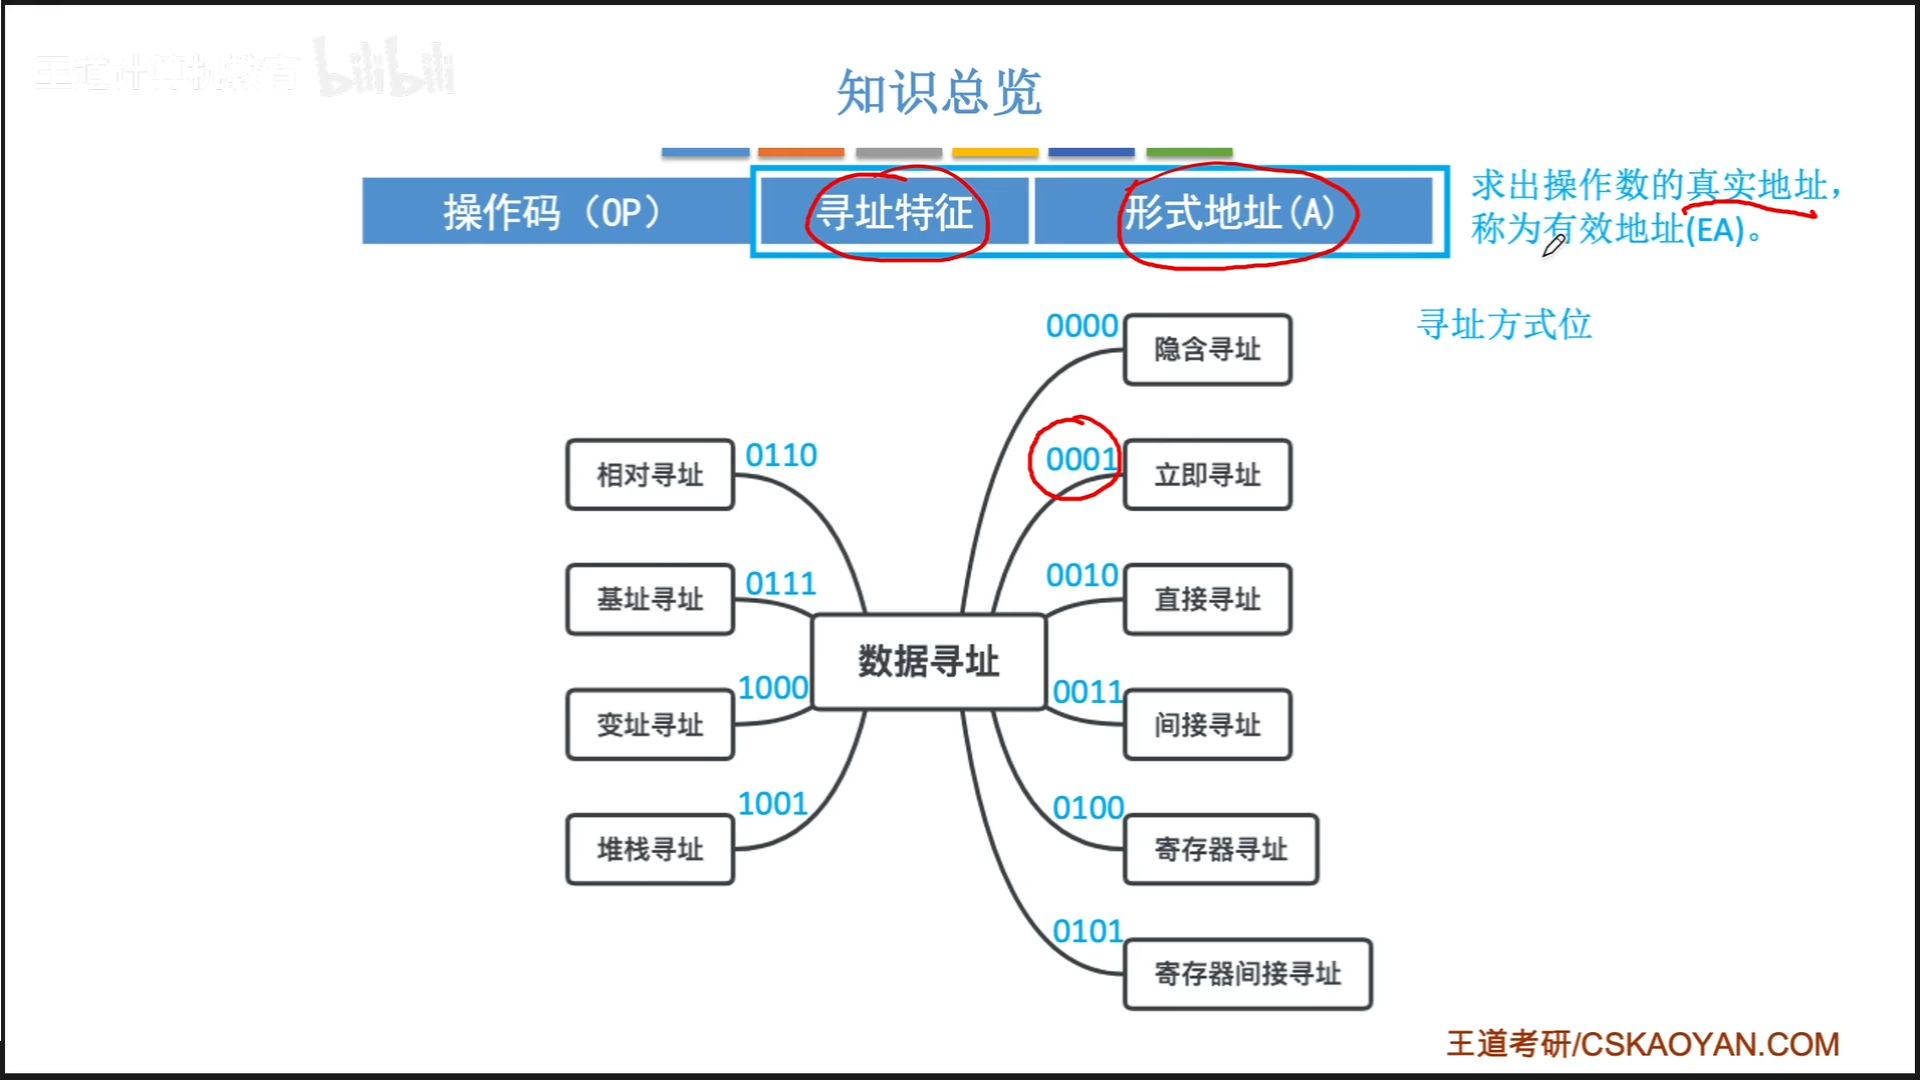 王道计算机教育 bilibili
知识总览
操作码（OP） 寻址特征 形式地址(A)
求出操作数的真实地址，
称为有效地址(EA)。
寻址方式位
0000 隐含寻址
0001 立即寻址
0010 直接寻址
0011 间接寻址
0100 寄存器寻址
0101 寄存器间接寻址
相对寻址 0110
基址寻址 0111
变址寻址 1000
堆栈寻址 1001
数据寻址
王道考研/CSKAOYAN.COM